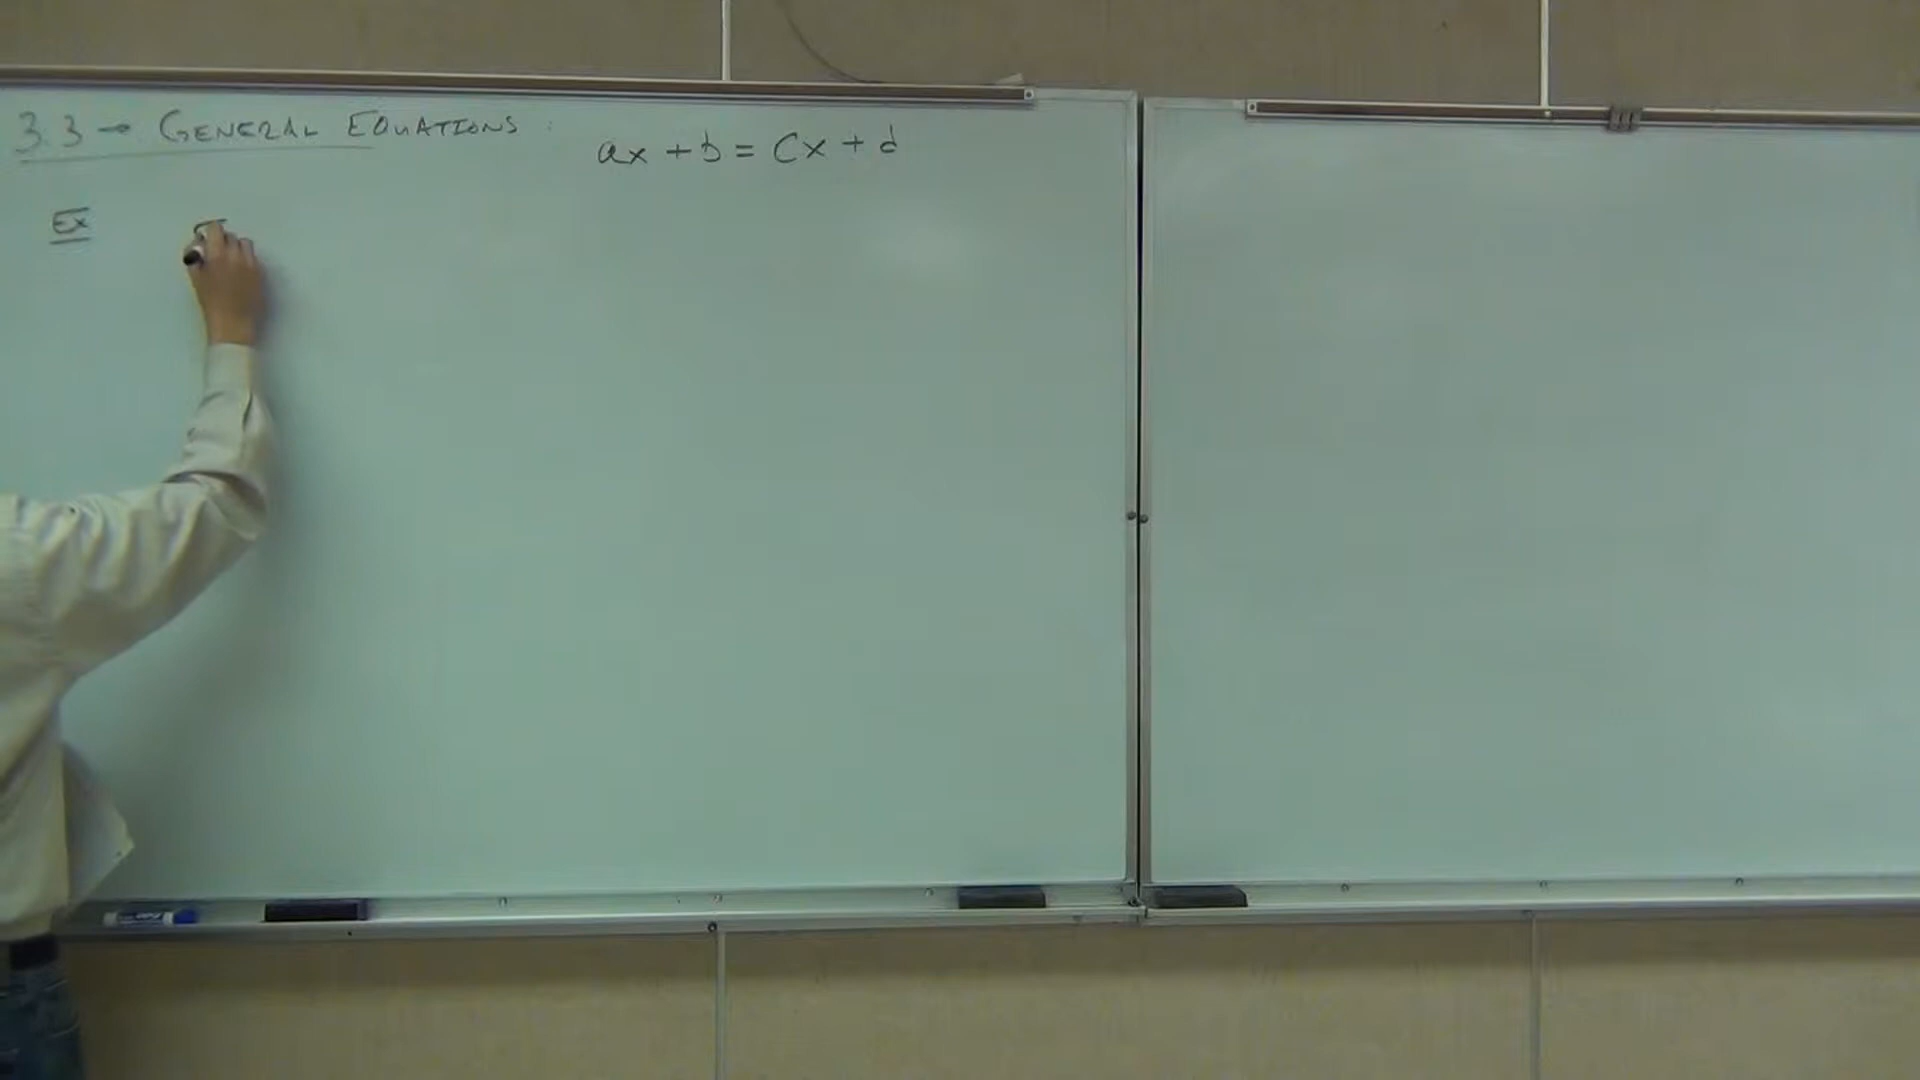 3.3 → GENERAL EQUATIONS :
ax + b = cx + d
Ex